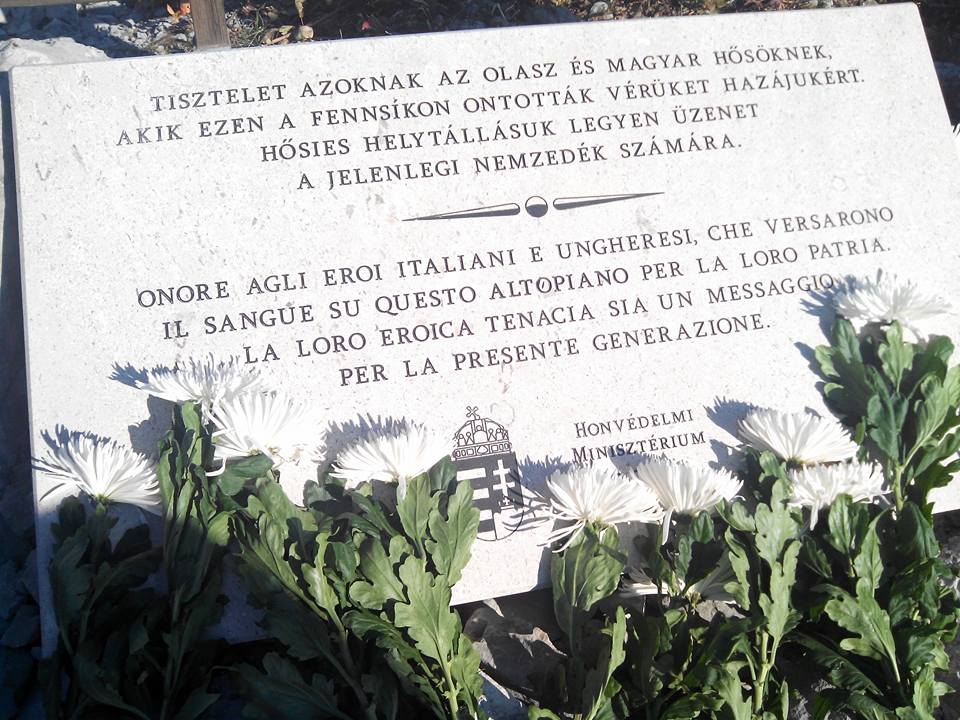 TISZTELET AZOKNAK AZ OLASZ ÉS MAGYAR HŐSÖKNEK,
AKIK EZEN A FENNSÍKON ONTOTTÁK VÉRÜKET HAZÁJUKÉRT.
HŐSIES HELYTÁLLÁSUK LEGYEN ÜZENET
A JELENLEGI NEMZEDÉK SZÁMÁRA.
ONORE AGLI EROI ITALIANI E UNGHERESI, CHE VERSARONO
IL SANGUE SU QUESTO ALTOPIANO PER LA LORO PATRIA.
LA LORO EROICA TENACIA SIA UN MESSAGGIO
PER LA PRESENTE GENERAZIONE.
HONVÉDELMI
MINISZTÉRIUM